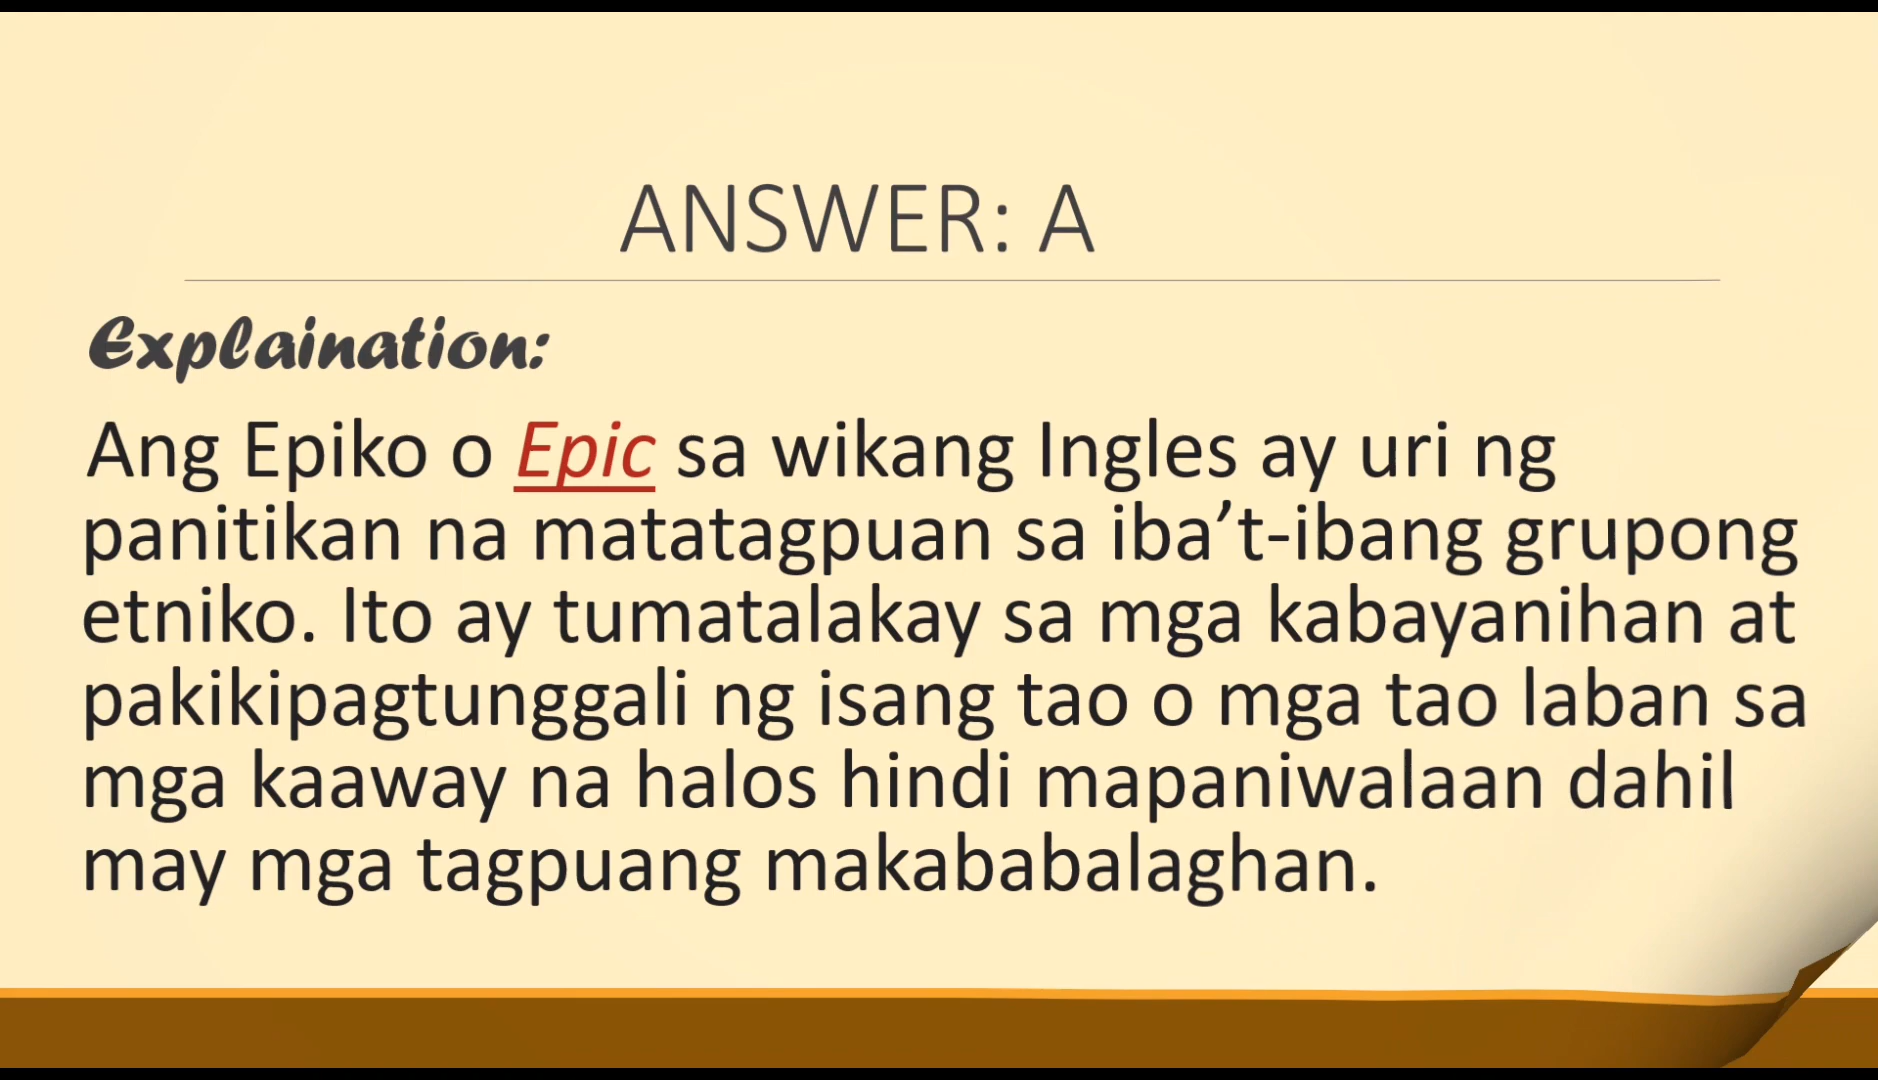 ANSWER: A
Explaination:
Ang Epiko o Epic sa wikang Ingles ay uri ng
panitikan na matatagpuan sa iba’t-ibang grupong
etniko. Ito ay tumatalakay sa mga kabayanihan at
pakikipagtunggali ng isang tao o mga tao laban sa
mga kaaway na halos hindi mapaniwalaan dahil
may mga tagpuang makababalaghan.